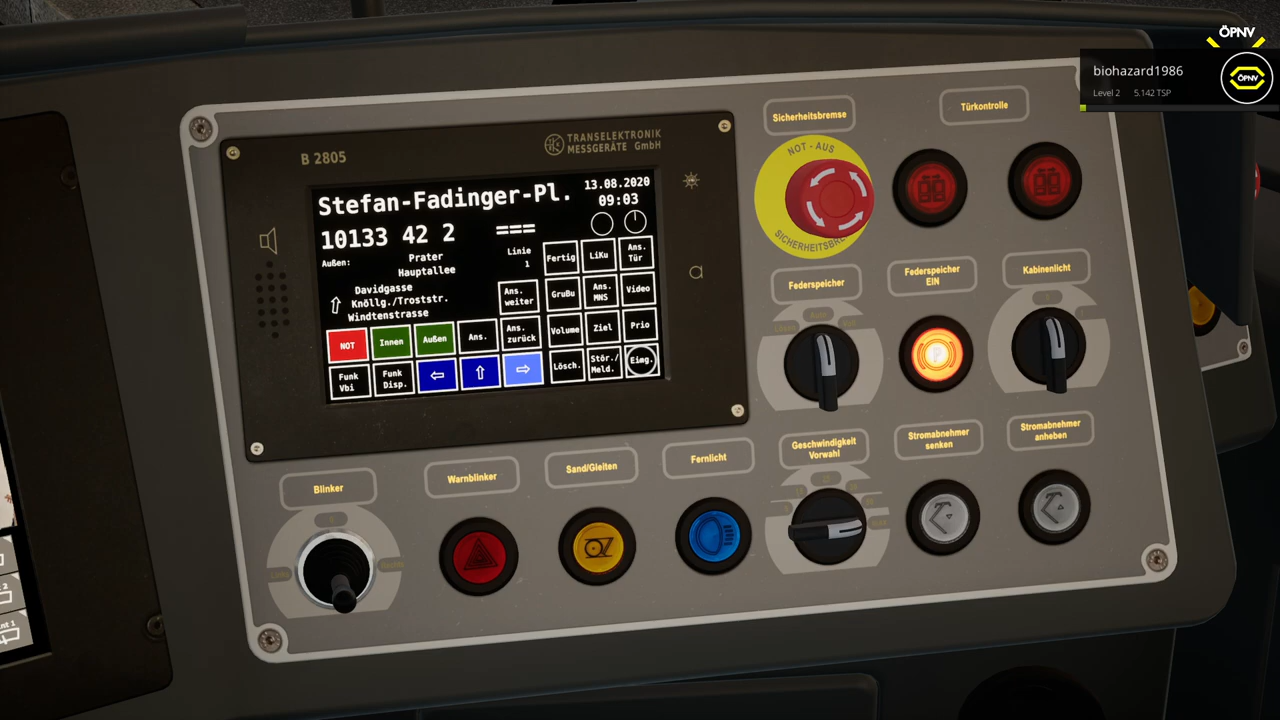 ÖPNV
biohazard1986
Level 2 5.142 TSP
ÖPNV
B 2805
TRANSELEKTRONIK
MESSGERÄTE GmbH
Stefan-Fadinger-Pl.
13.08.2020
09:03
10133 42 2
===
Außen:
Prater
Hauptallee
Linie
1
Davidgasse
Knöllg./Troststr.
Windtenstrasse
Fertig
LiKu
Ans.
Tür
Ans.
weiter
GruBu
Ans.
MNS
Video
NOT
Innen
Außen
Ans.
Ans.
zurück
Volume
Ziel
Prio
Funk
Vbi
Funk
Disp.
Lösch.
Stör./
Meld.
Eing.
Sicherheitsbremse
Türkontrolle
NOT - AUS
SICHERHEITSBRE
Federspeicher
Federspeicher
EIN
P
Kabinenlicht
Blinker
Warnblinker
Sand/Gleiten
Fernlicht
Geschwindigkeit
Vorwahl
Stromabnehmer
senken
Stromabnehmer
anheben